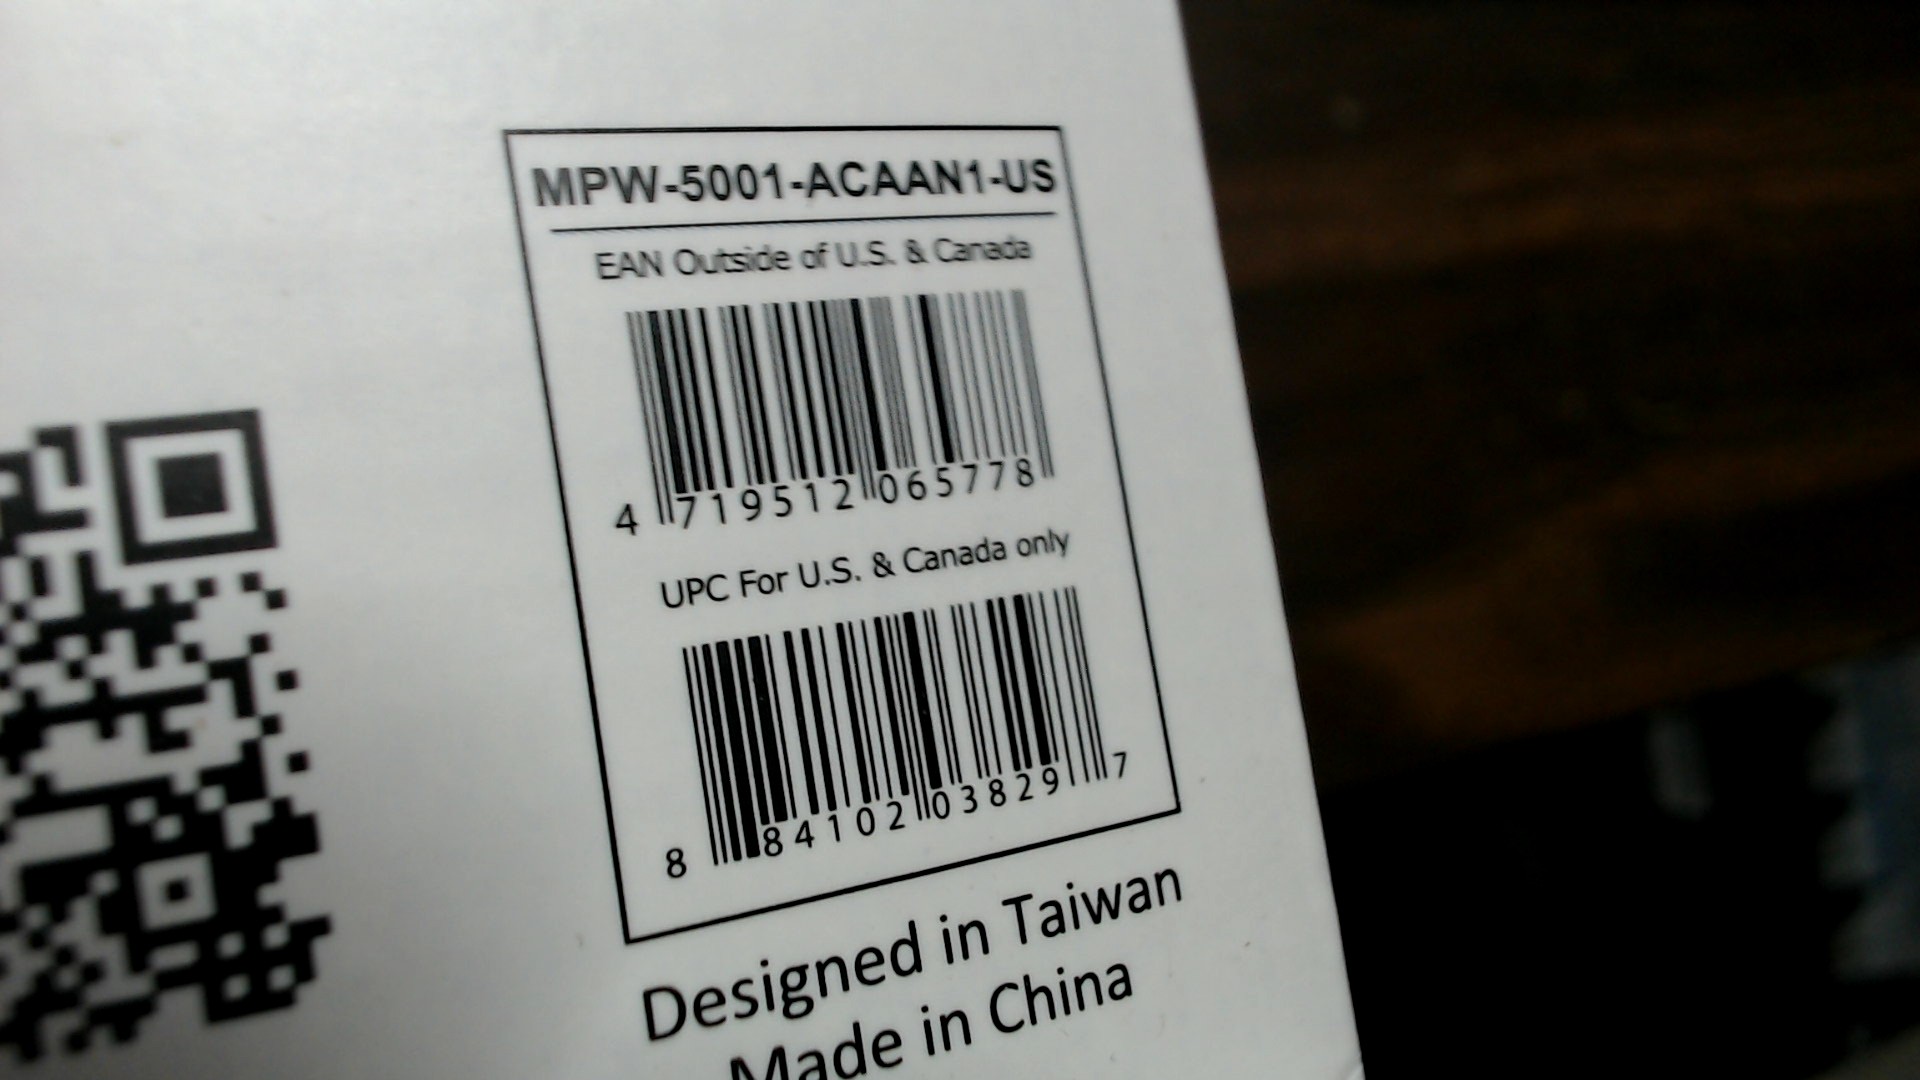 MPW-5001-ACAAN1-US
EAN Outside of U.S. & Canada
4 719512 065778
UPC For U.S. & Canada only
8 84102 03829 7
Designed in Taiwan
Made in China